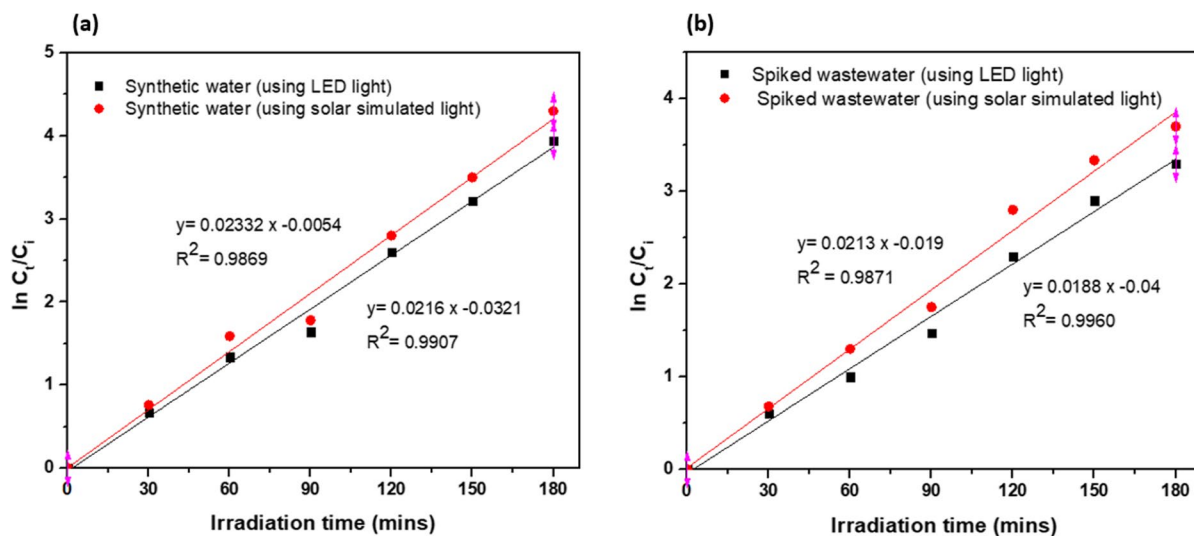 (a)
5
4
3
2
1
0
ln Ct/Ci
Synthetic water (using LED light)
Synthetic water (using solar simulated light)
y= 0.02332 x -0.0054
R2= 0.9869
y= 0.0216 x -0.0321
R2= 0.9907
0 30 60 90 120 150 180
Irradiation time (mins)
(b)
4
3
2
1
0
ln Ct/Ci
Spiked wastewater (using LED light)
Spiked wastewater (using solar simulated light)
y= 0.0213 x -0.019
R2 = 0.9871
y= 0.0188 x -0.04
R2= 0.9960
0 30 60 90 120 150 180
Irradiation time (mins)